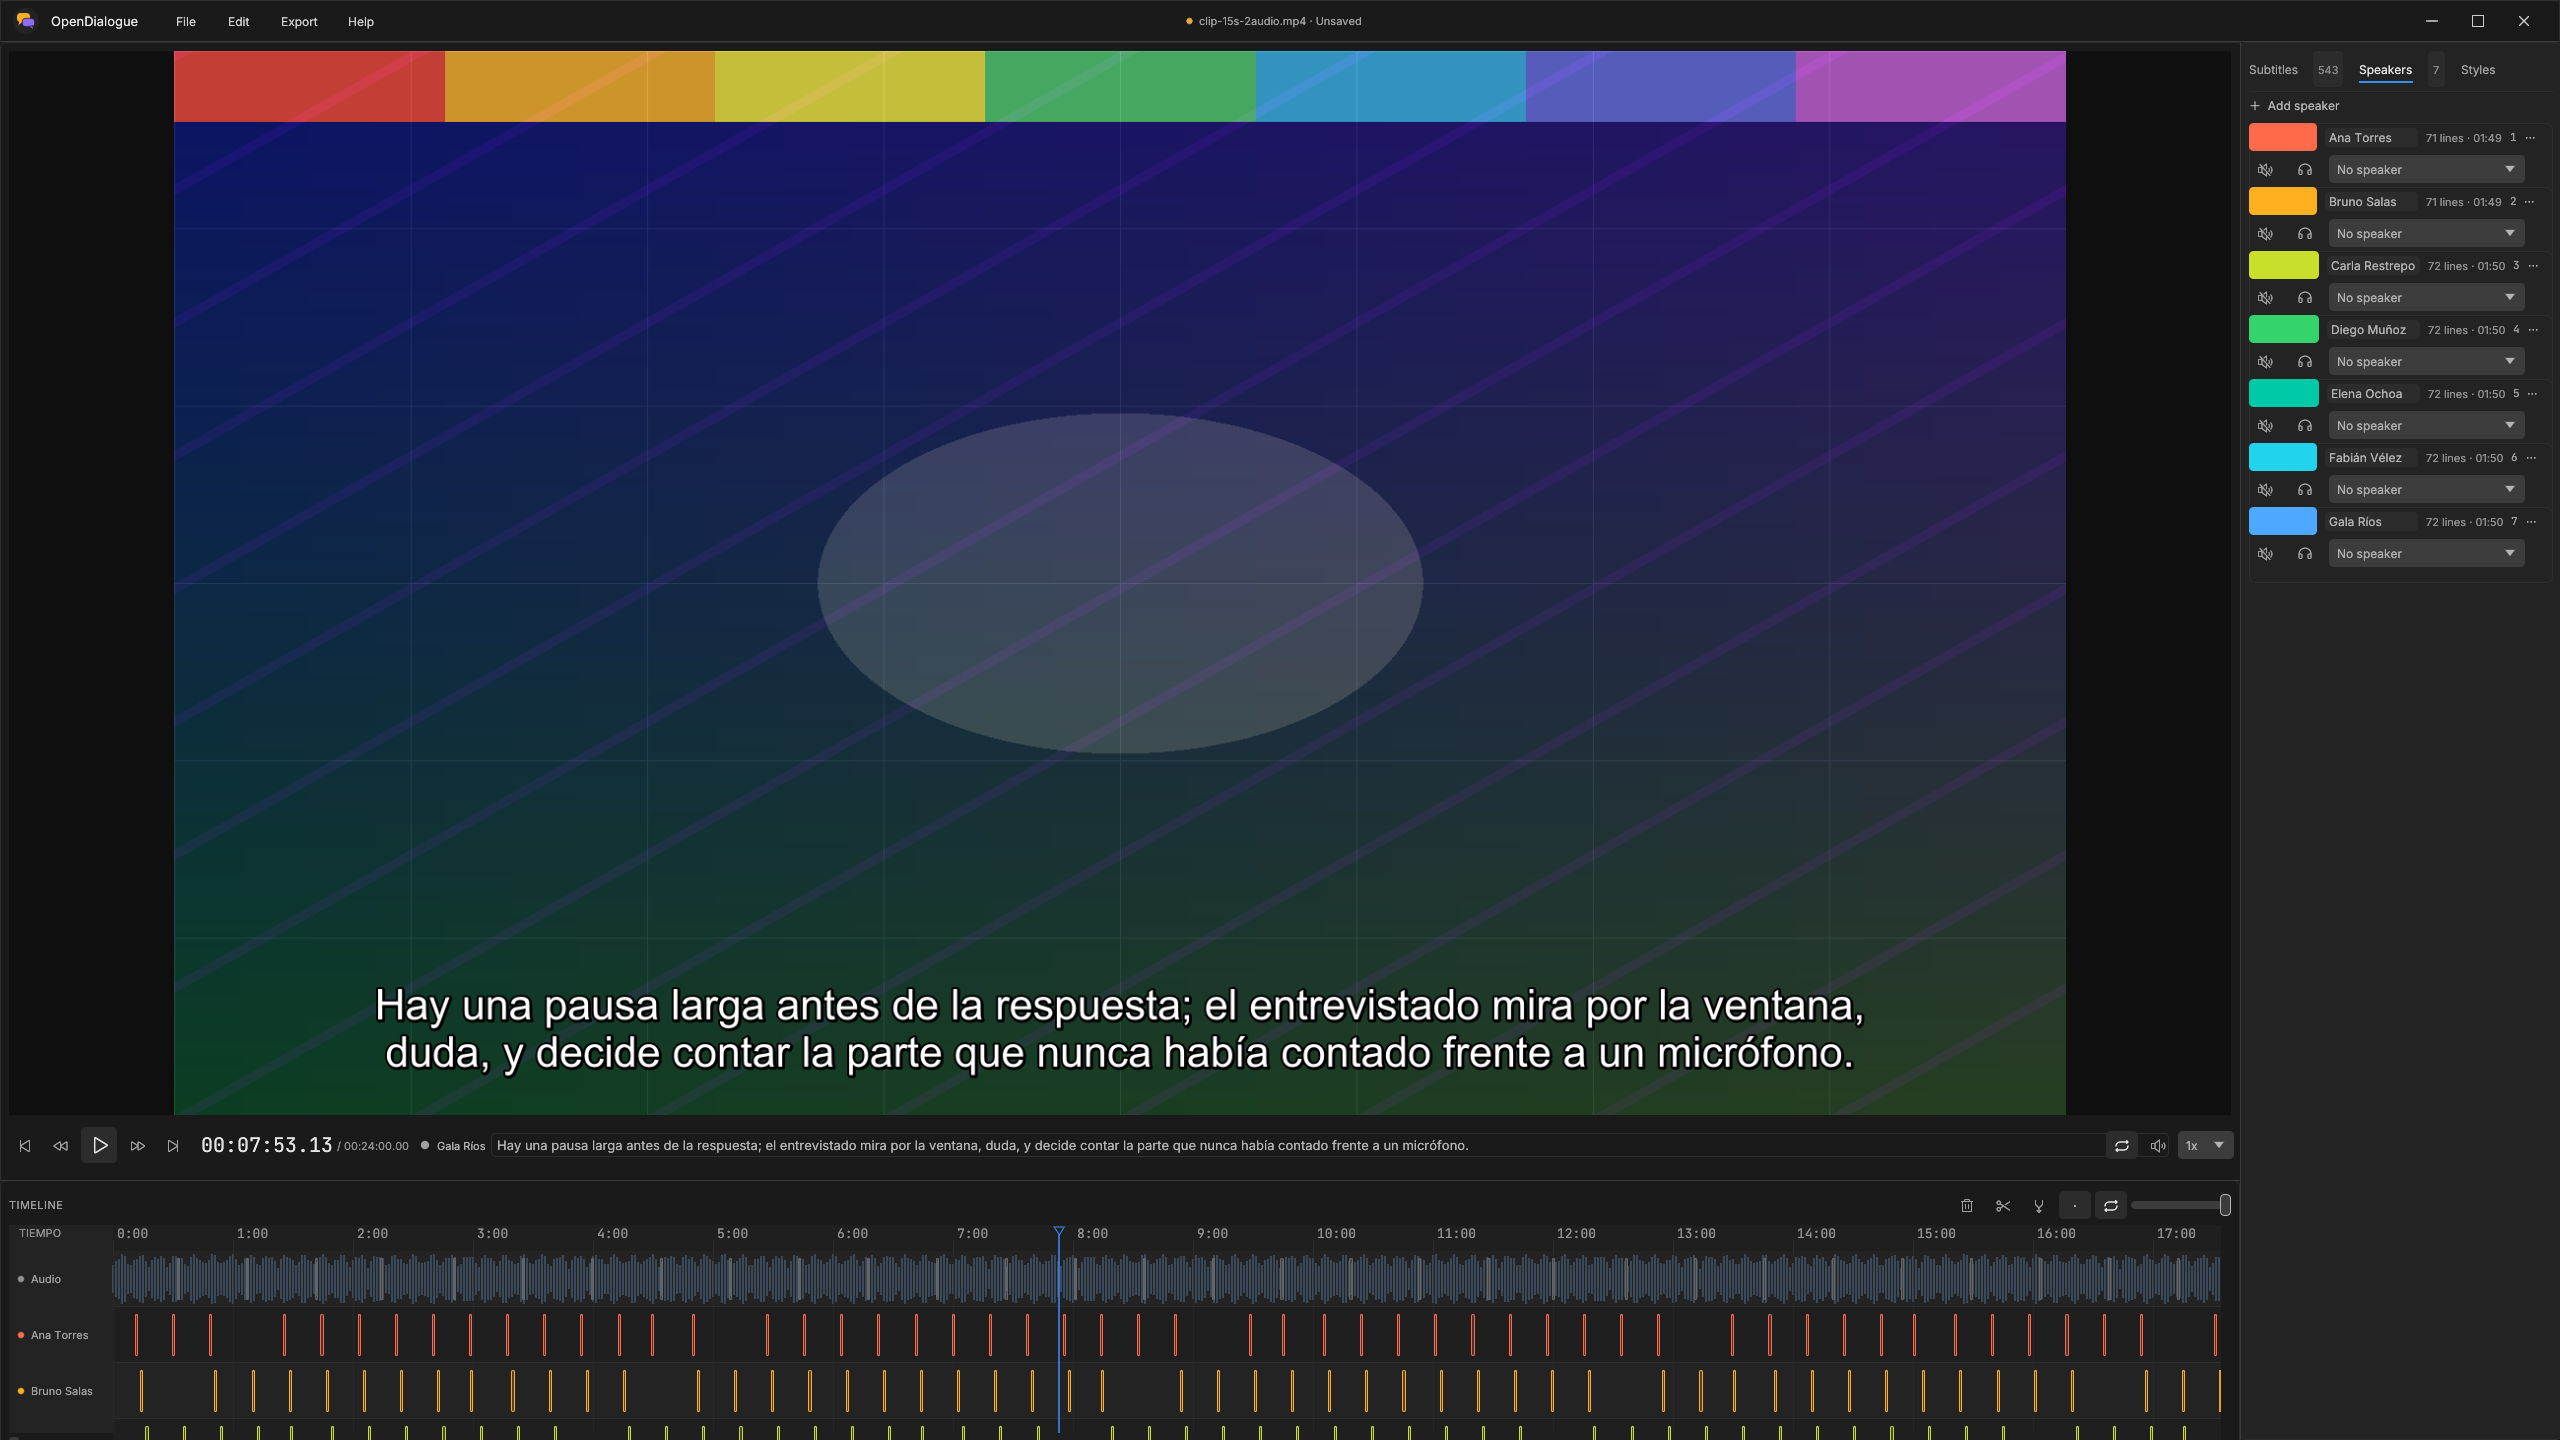 OpenDialogue File Edit Export Help
clip-15s-2audio.mp4 · Unsaved
Subtitles 543 Speakers 7 Styles
+ Add speaker
Ana Torres 71 lines · 01:49 1 ···
No speaker
Bruno Salas 71 lines · 01:49 2 ···
No speaker
Carla Restrepo 72 lines · 01:50 3 ···
No speaker
Diego Muñoz 72 lines · 01:50 4 ···
No speaker
Elena Ochoa 72 lines · 01:50 5 ···
No speaker
Fabián Vélez 72 lines · 01:50 6 ···
No speaker
Gala Ríos 72 lines · 01:50 7 ···
No speaker
Hay una pausa larga antes de la respuesta; el entrevistado mira por la ventana,
duda, y decide contar la parte que nunca había contado frente a un micrófono.
00:07:53.13 / 00:24:00.00 Gala Ríos Hay una pausa larga antes de la respuesta; el entrevistado mira por la ventana, duda, y decide contar la parte que nunca había contado frente a un micrófono. 1x
TIMELINE
TIEMPO 0:00 1:00 2:00 3:00 4:00 5:00 6:00 7:00 8:00 9:00 10:00 11:00 12:00 13:00 14:00 15:00 16:00 17:00
Audio
Ana Torres
Bruno Salas